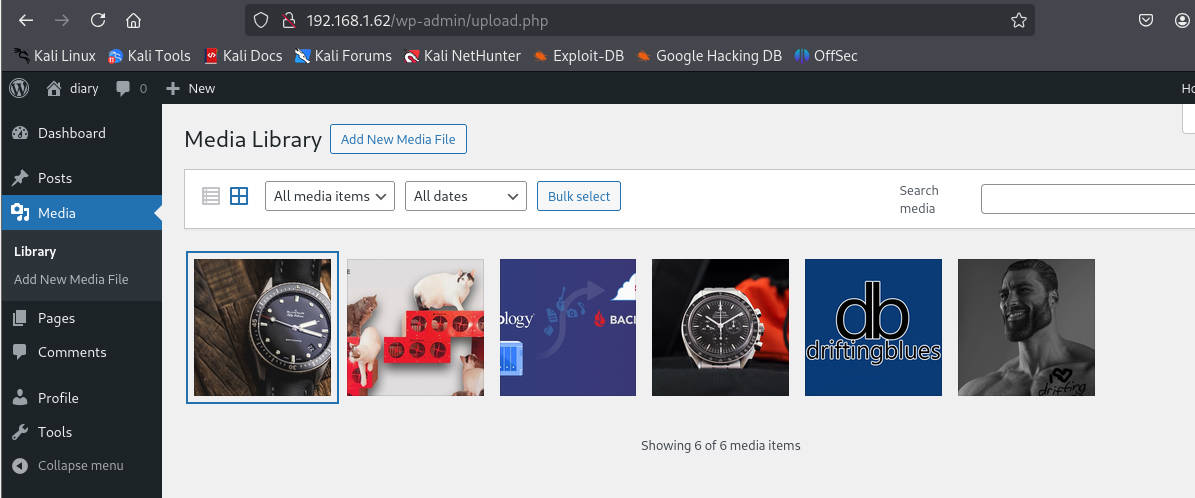 192.168.1.62/wp-admin/upload.php
Kali Linux Kali Tools Kali Docs Kali Forums Kali NetHunter Exploit-DB Google Hacking DB OffSec
diary 0 New
Dashboard
Posts
Media
Library
Add New Media File
Pages
Comments
Profile
Tools
Collapse menu
Media Library Add New Media File
All media items All dates Bulk select
Search
media
ology
BAC
db
driftingblues
drifting
Showing 6 of 6 media items